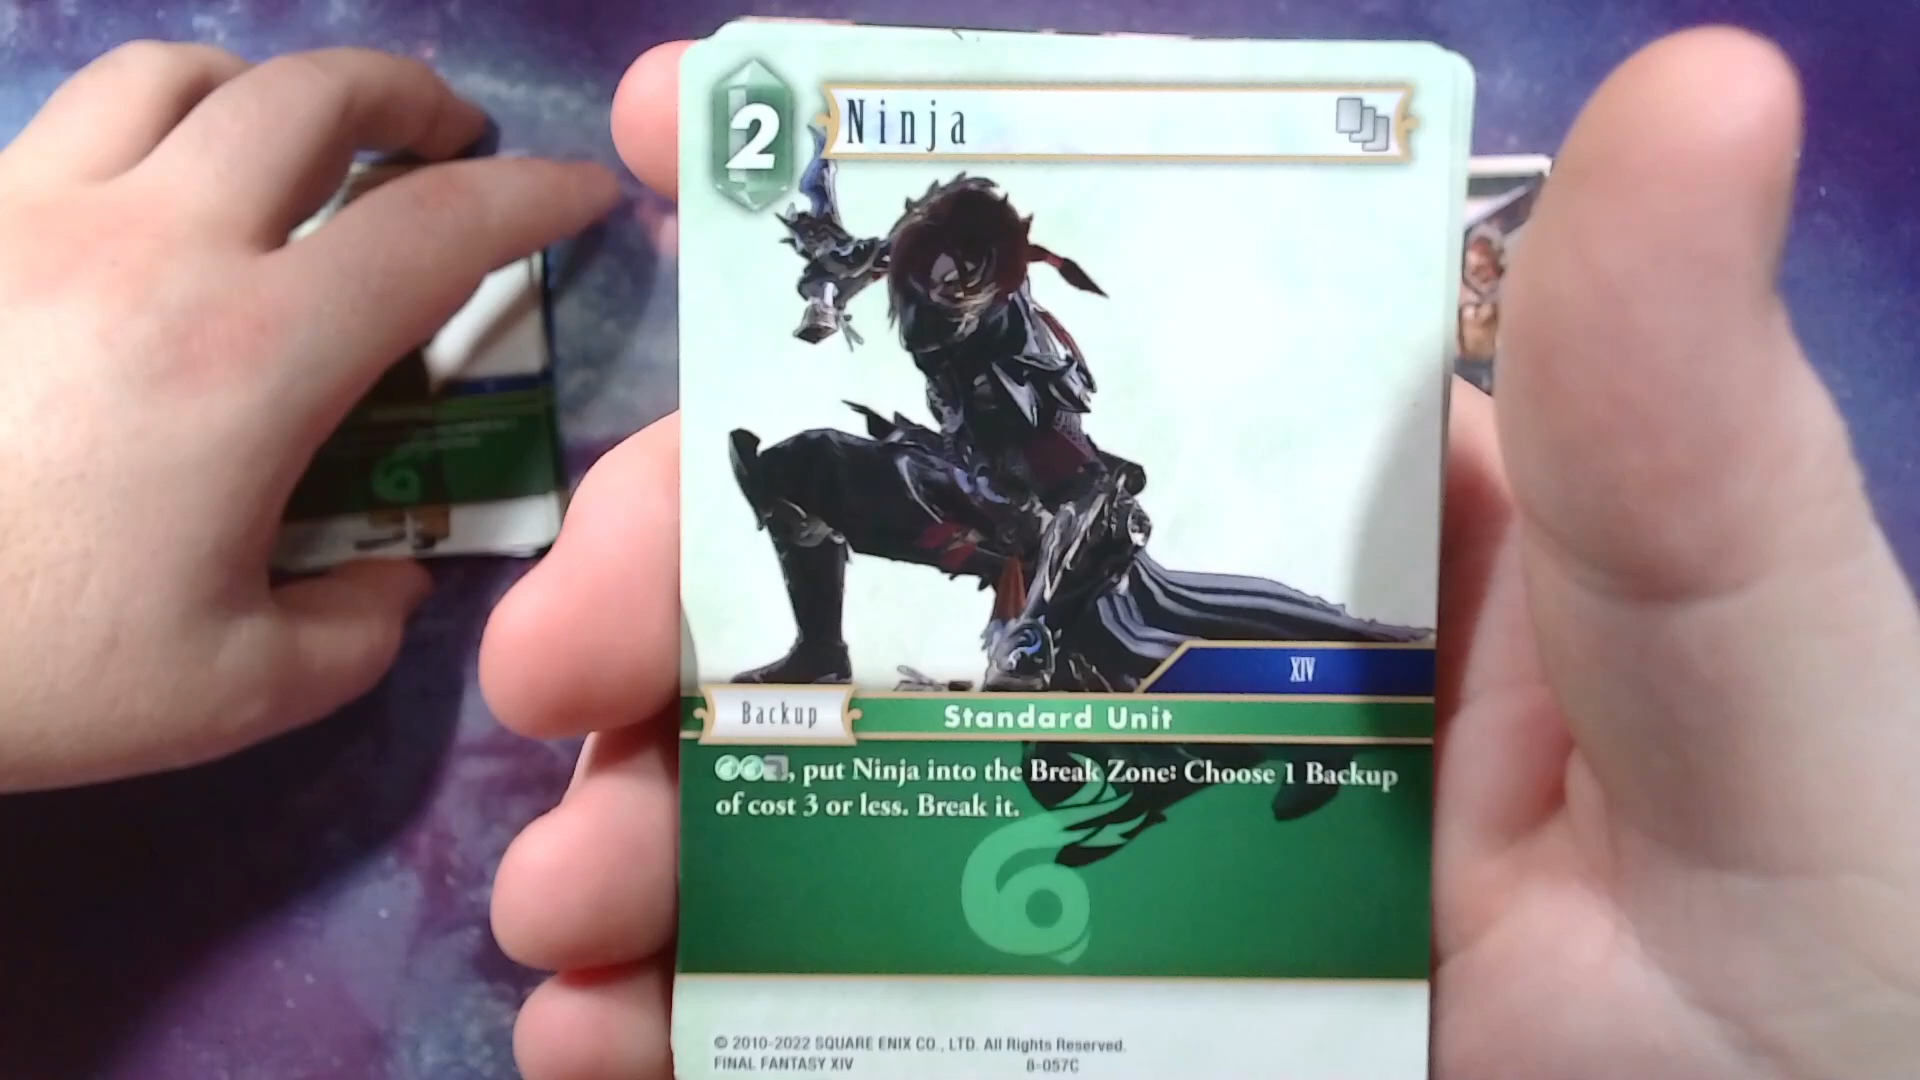 2
Ninja
XIV
Backup
Standard Unit
, put Ninja into the Break Zone: Choose 1 Backup
of cost 3 or less. Break it.
© 2010-2022 SQUARE ENIX CO., LTD. All Rights Reserved.
FINAL FANTASY XIV 8-057C